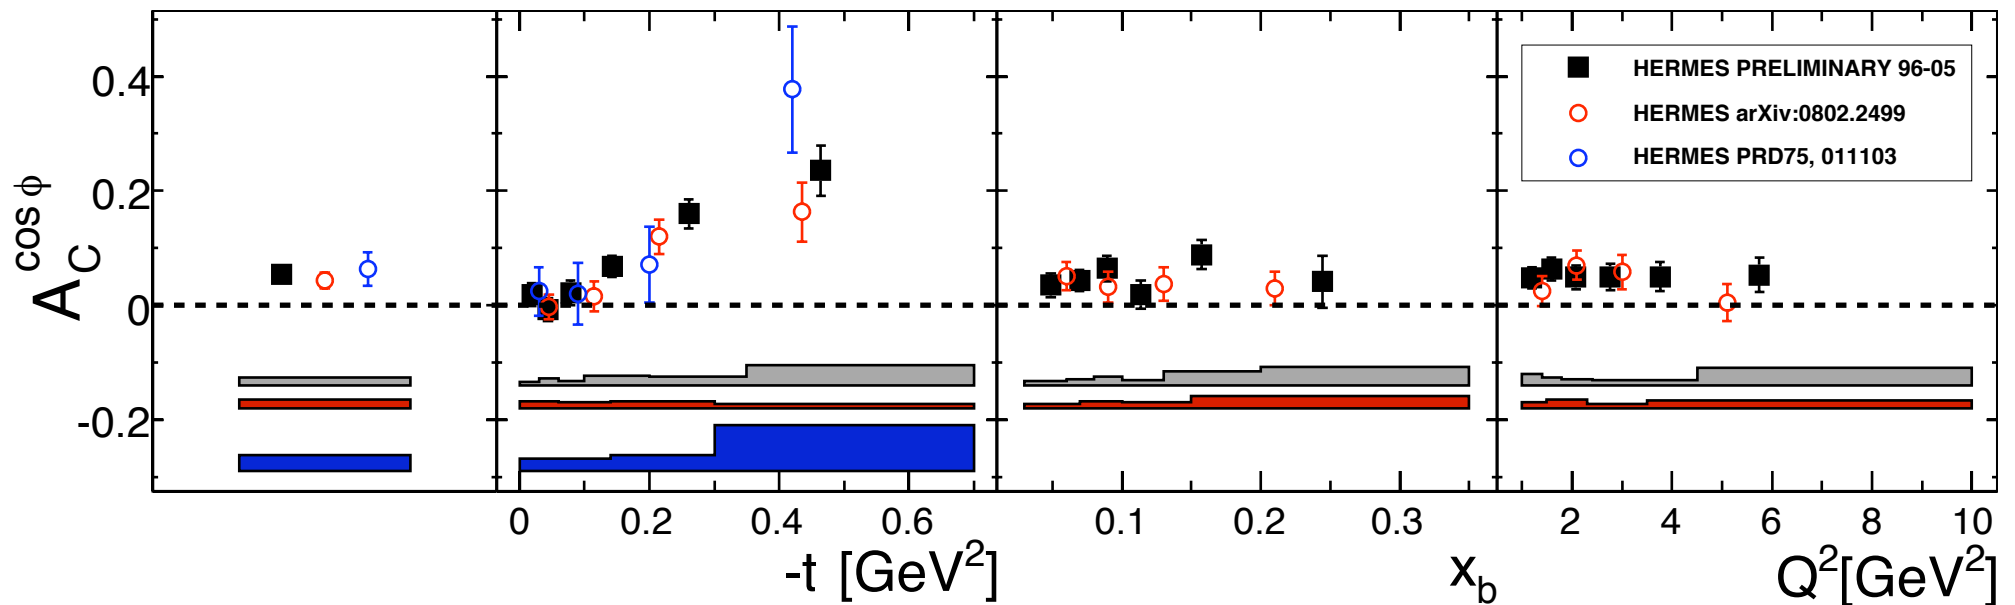 A_C^cos ϕ
0.4
0.2
0
-0.2
HERMES PRELIMINARY 96-05
HERMES arXiv:0802.2499
HERMES PRD75, 011103
0 0.2 0.4 0.6
0.1 0.2 0.3
2 4 6 8 10
-t [GeV²]
x_b
Q²[GeV²]